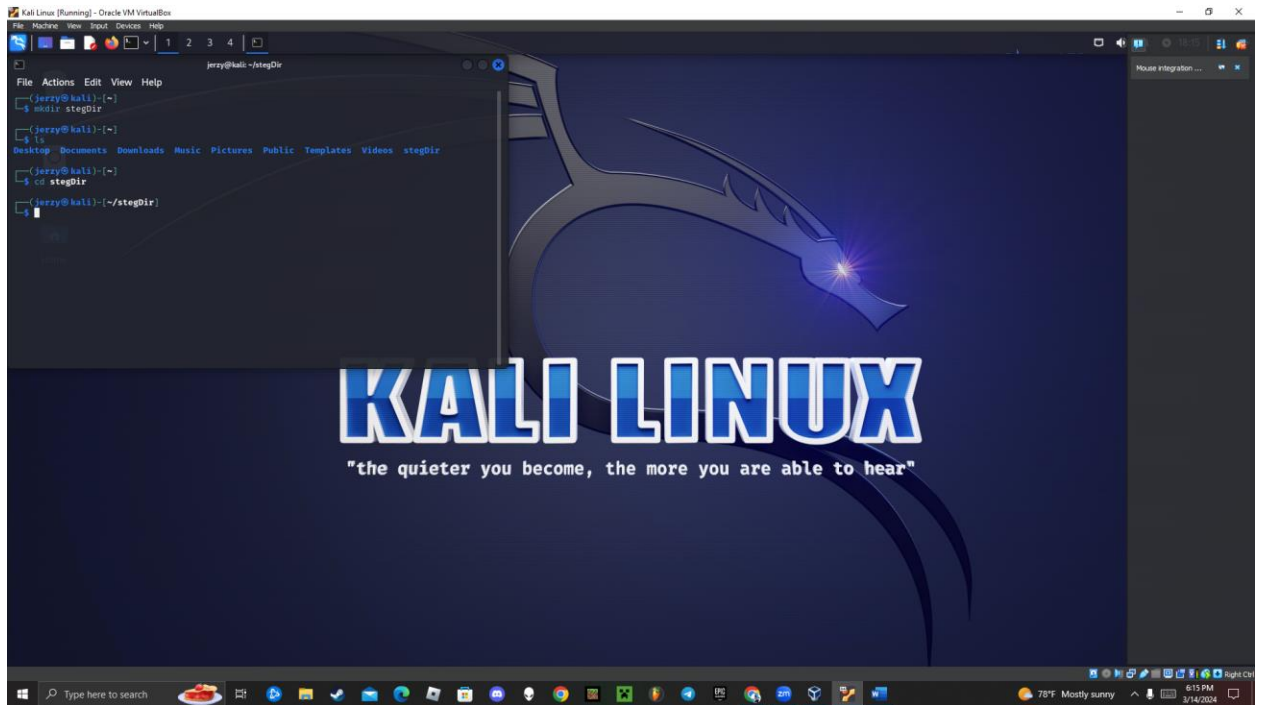 Kali Linux [Running] - Oracle VM VirtualBox
File Machine View Input Devices Help
1 2 3 4
18:15
jerzy@kali: ~/stegDir
Mouse integration ...
File Actions Edit View Help
(jerzy㉿kali)-[~]
$ mkdir stegDir
(jerzy㉿kali)-[~]
$ ls
Desktop Documents Downloads Music Pictures Public Templates Videos stegDir
(jerzy㉿kali)-[~]
$ cd stegDir
(jerzy㉿kali)-[~/stegDir]
$
KALI LINUX
"the quieter you become, the more you are able to hear"
Right Ctrl
Type here to search
EPIC
zm
W
78°F Mostly sunny
6:15 PM
3/14/2024